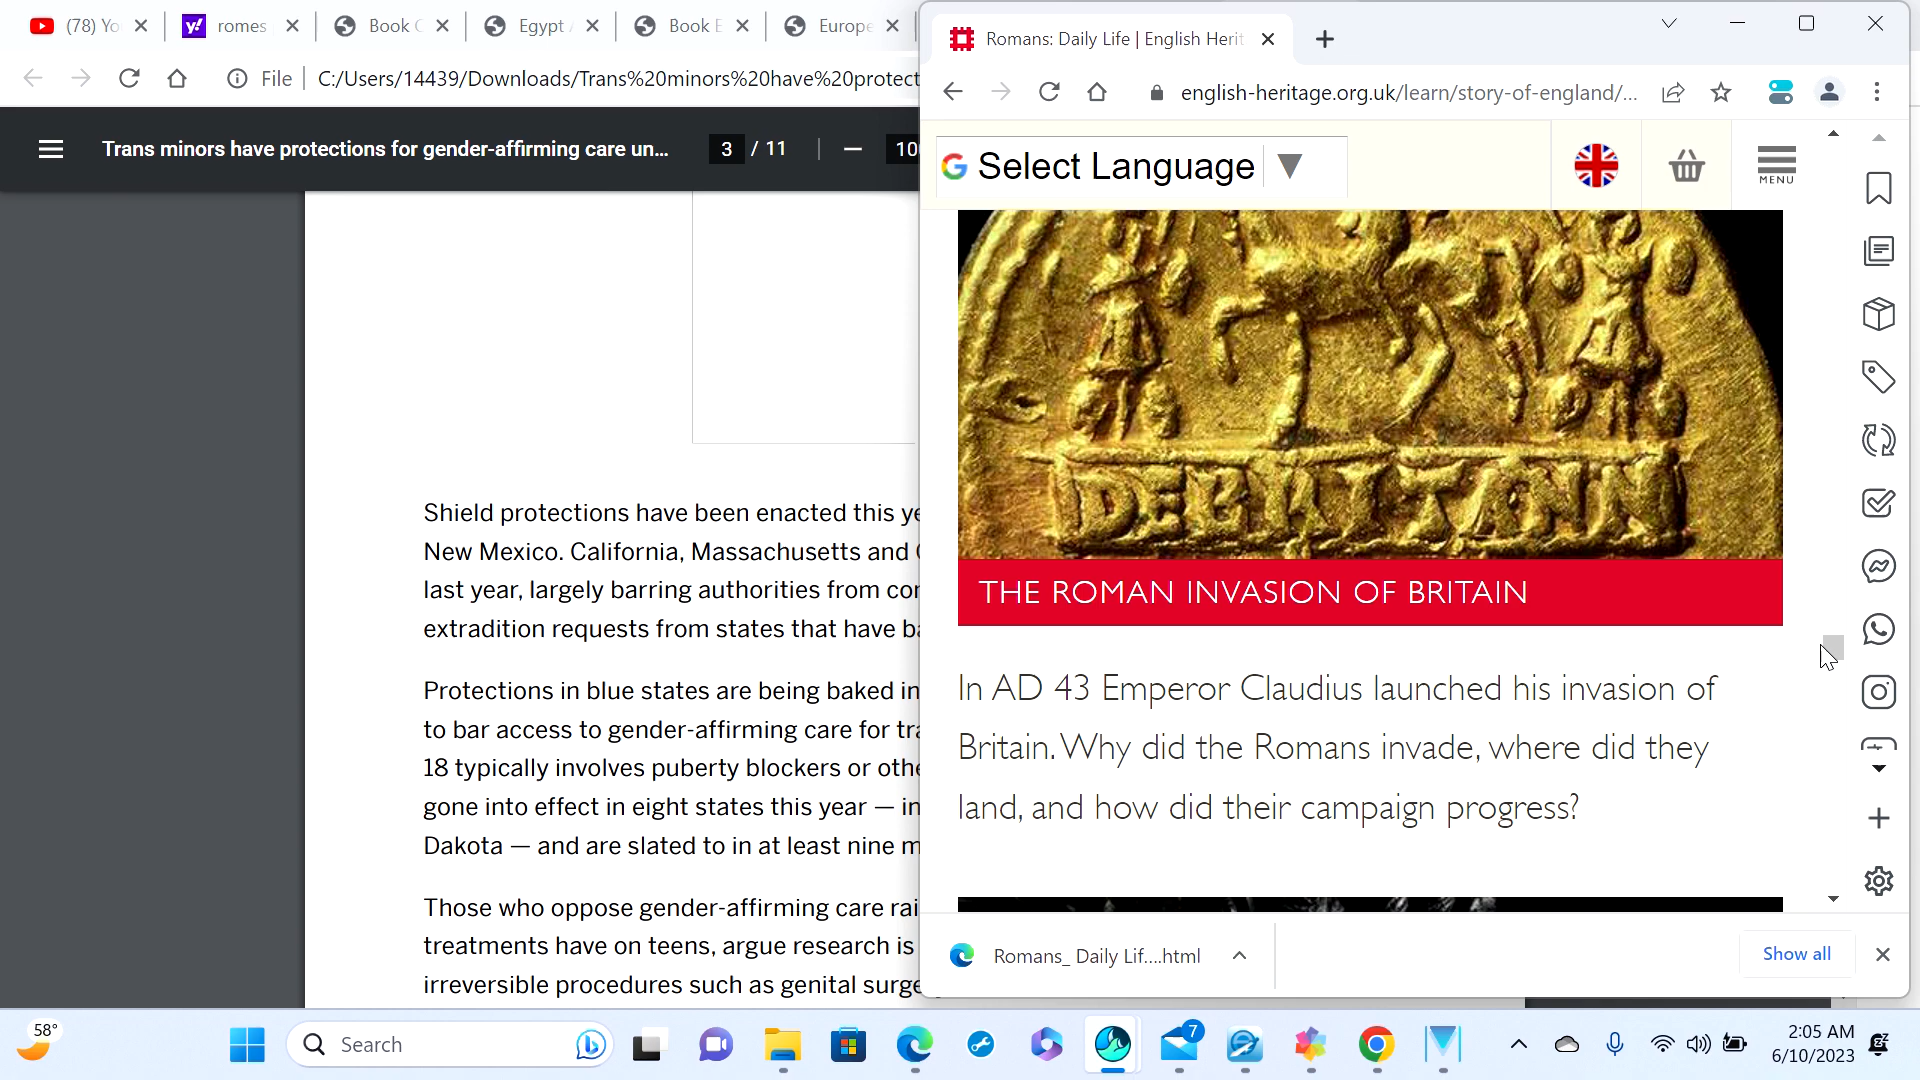 (78) Yo
romes
Book
Egypt
Book E
Europe
File
C:/Users/14439/Downloads/Trans%20minors%20have%20protect
Trans minors have protections for gender-affirming care un...
3 / 11
Shield protections have been enacted this
New Mexico. California, Massachusetts and
last year, largely barring authorities from
extradition requests from states that have
Protections in blue states are being baked
to bar access to gender-affirming care for
18 typically involves puberty blockers or
gone into effect in eight states this year —
Dakota — and are slated to in at least nine
Those who oppose gender-affirming care
treatments have on teens, argue research is
irreversible procedures such as genital
Romans: Daily Life | English Herit
english-heritage.org.uk/learn/story-of-england/...
Select Language
MENU
DE BRITANN
THE ROMAN INVASION OF BRITAIN
In AD 43 Emperor Claudius launched his invasion of
Britain. Why did the Romans invade, where did they
land, and how did their campaign progress?
Romans_ Daily Lif....html
Show all
58°
Search
7
2:05 AM
6/10/2023